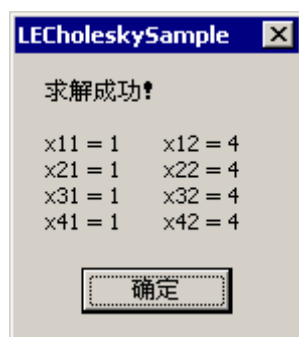 LECholeskySample
求解成功!
x11 = 1 x12 = 4
x21 = 1 x22 = 4
x31 = 1 x32 = 4
x41 = 1 x42 = 4
确定